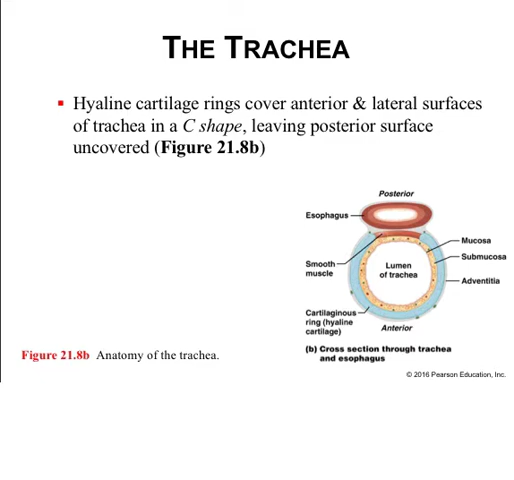 THE TRACHEA
▪ Hyaline cartilage rings cover anterior & lateral surfaces
of trachea in a C shape, leaving posterior surface
uncovered (Figure 21.8b)
Posterior
Esophagus
Mucosa
Submucosa
Smooth
muscle
Lumen
of trachea
Adventitia
Cartilaginous
ring (hyaline
cartilage)
Anterior
(b) Cross section through trachea
and esophagus
Figure 21.8b Anatomy of the trachea.
© 2016 Pearson Education, Inc.